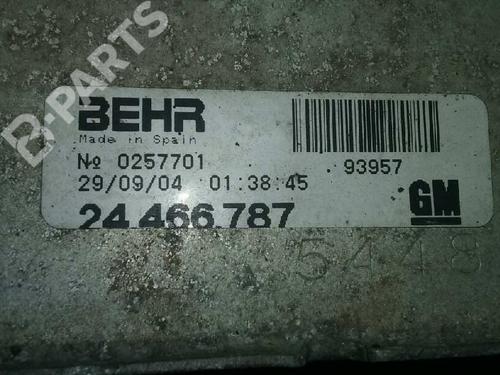 B-PARTS
BEHR
Made in Spain
№ 0257701
93957
29/09/04 01:38:45
24.466.787
GM
5448